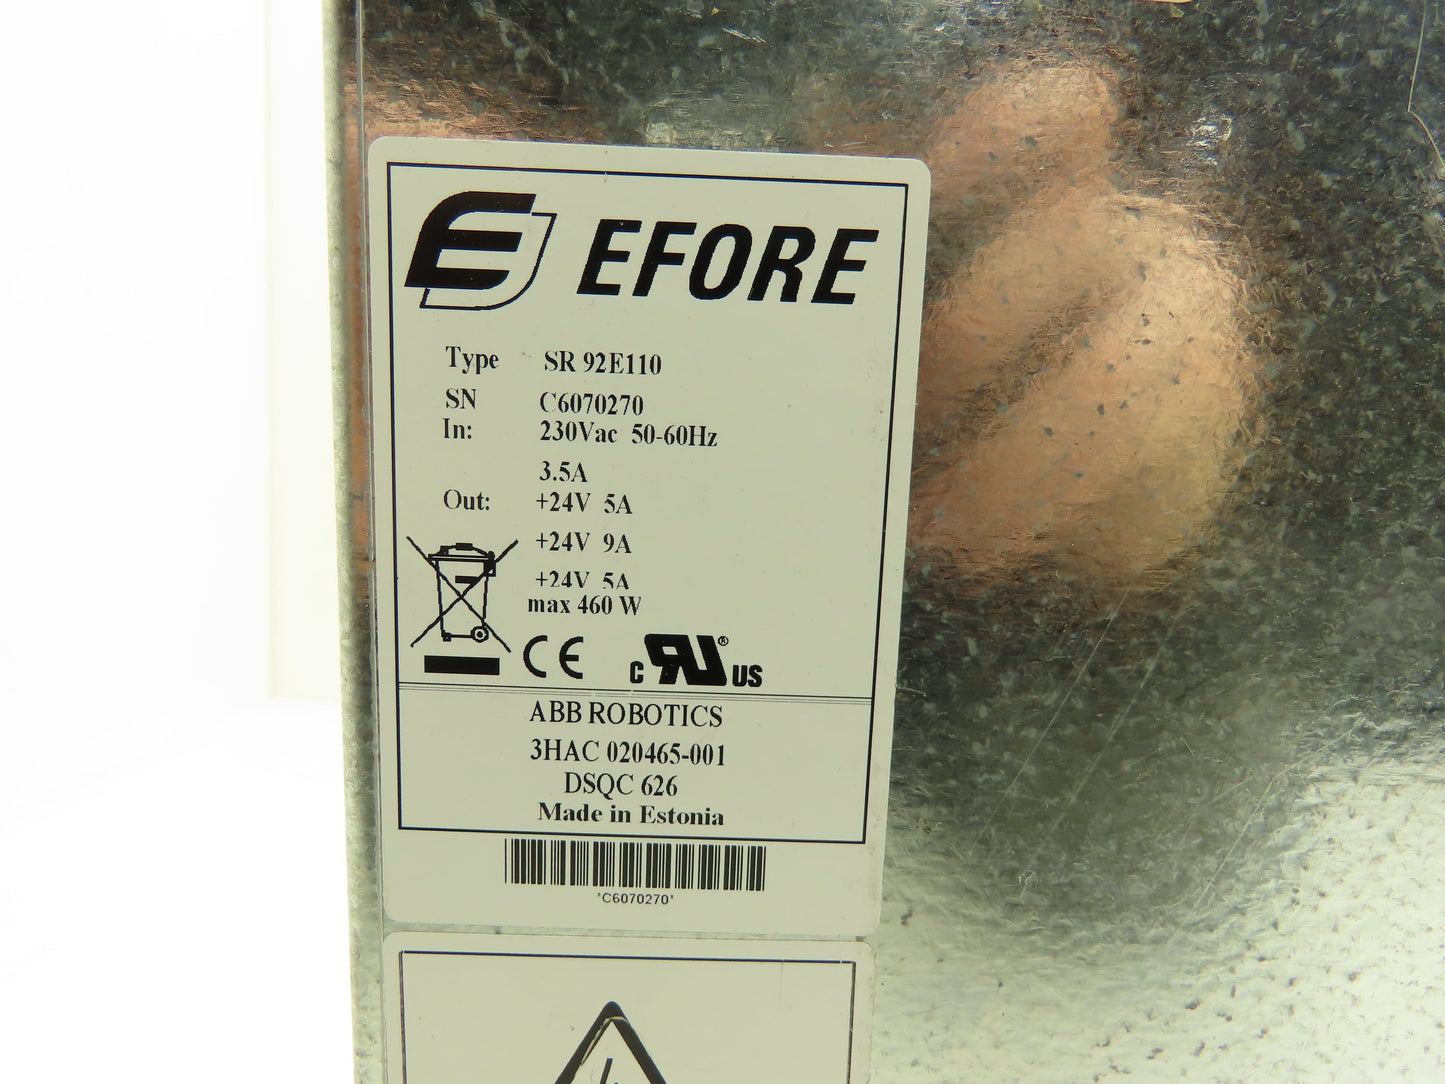 EFORE
Type SR 92E110
SN C6070270
In: 230Vac 50-60Hz
3.5A
Out: +24V 5A
+24V 9A
+24V 5A
max 460 W
CE c RU ® US
ABB ROBOTICS
3HAC 020465-001
DSQC 626
Made in Estonia
*C6070270*